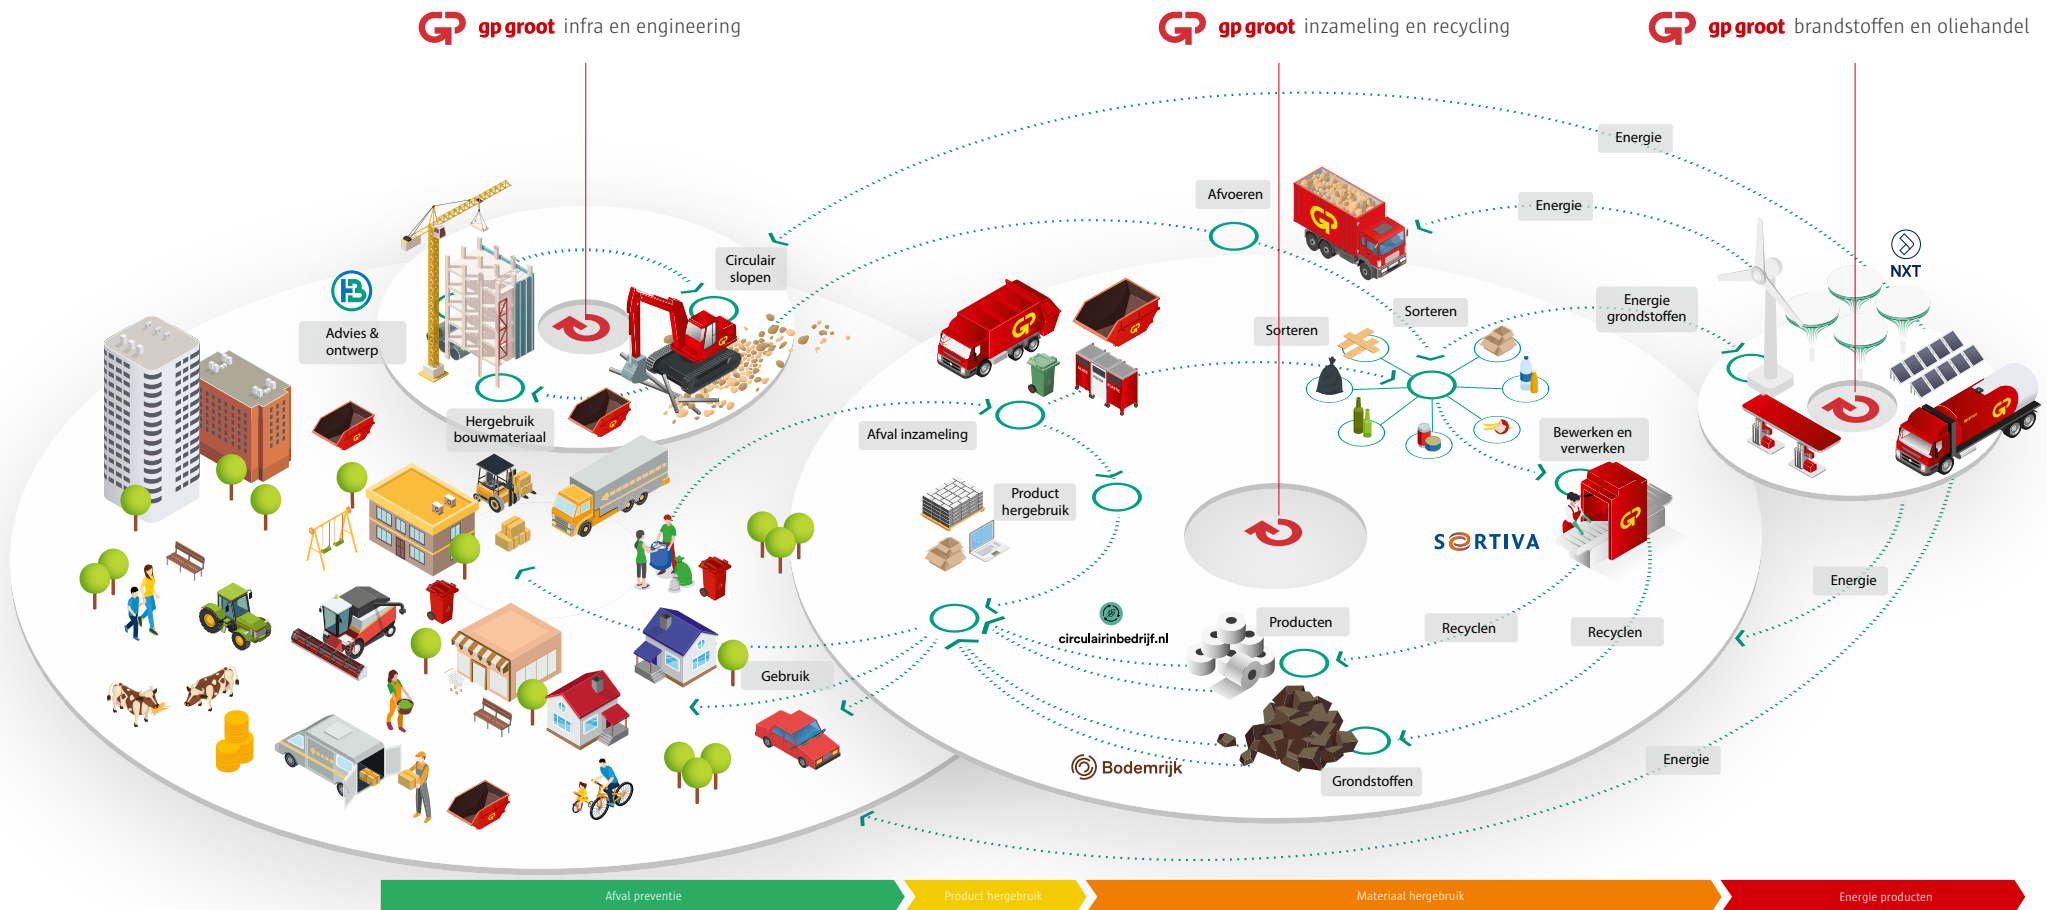 gp groot infra en engineering
gp groot inzameling en recycling
gp groot brandstoffen en oliehandel
Energie
Afvoeren
Energie
NXT
Circulair
slopen
Advies &
ontwerp
Energie
grondstoffen
Sorteren
Sorteren
Hergebruik
bouwmateriaal
Afval inzameling
Bewerken en
verwerken
Product
hergebruik
SORTIVA
Energie
circulairinbedrijf.nl
Producten
Recyclen
Recyclen
Gebruik
Energie
Bodemrijk
Grondstoffen
Afval preventie
Product hergebruik
Materiaal hergebruik
Energie producten